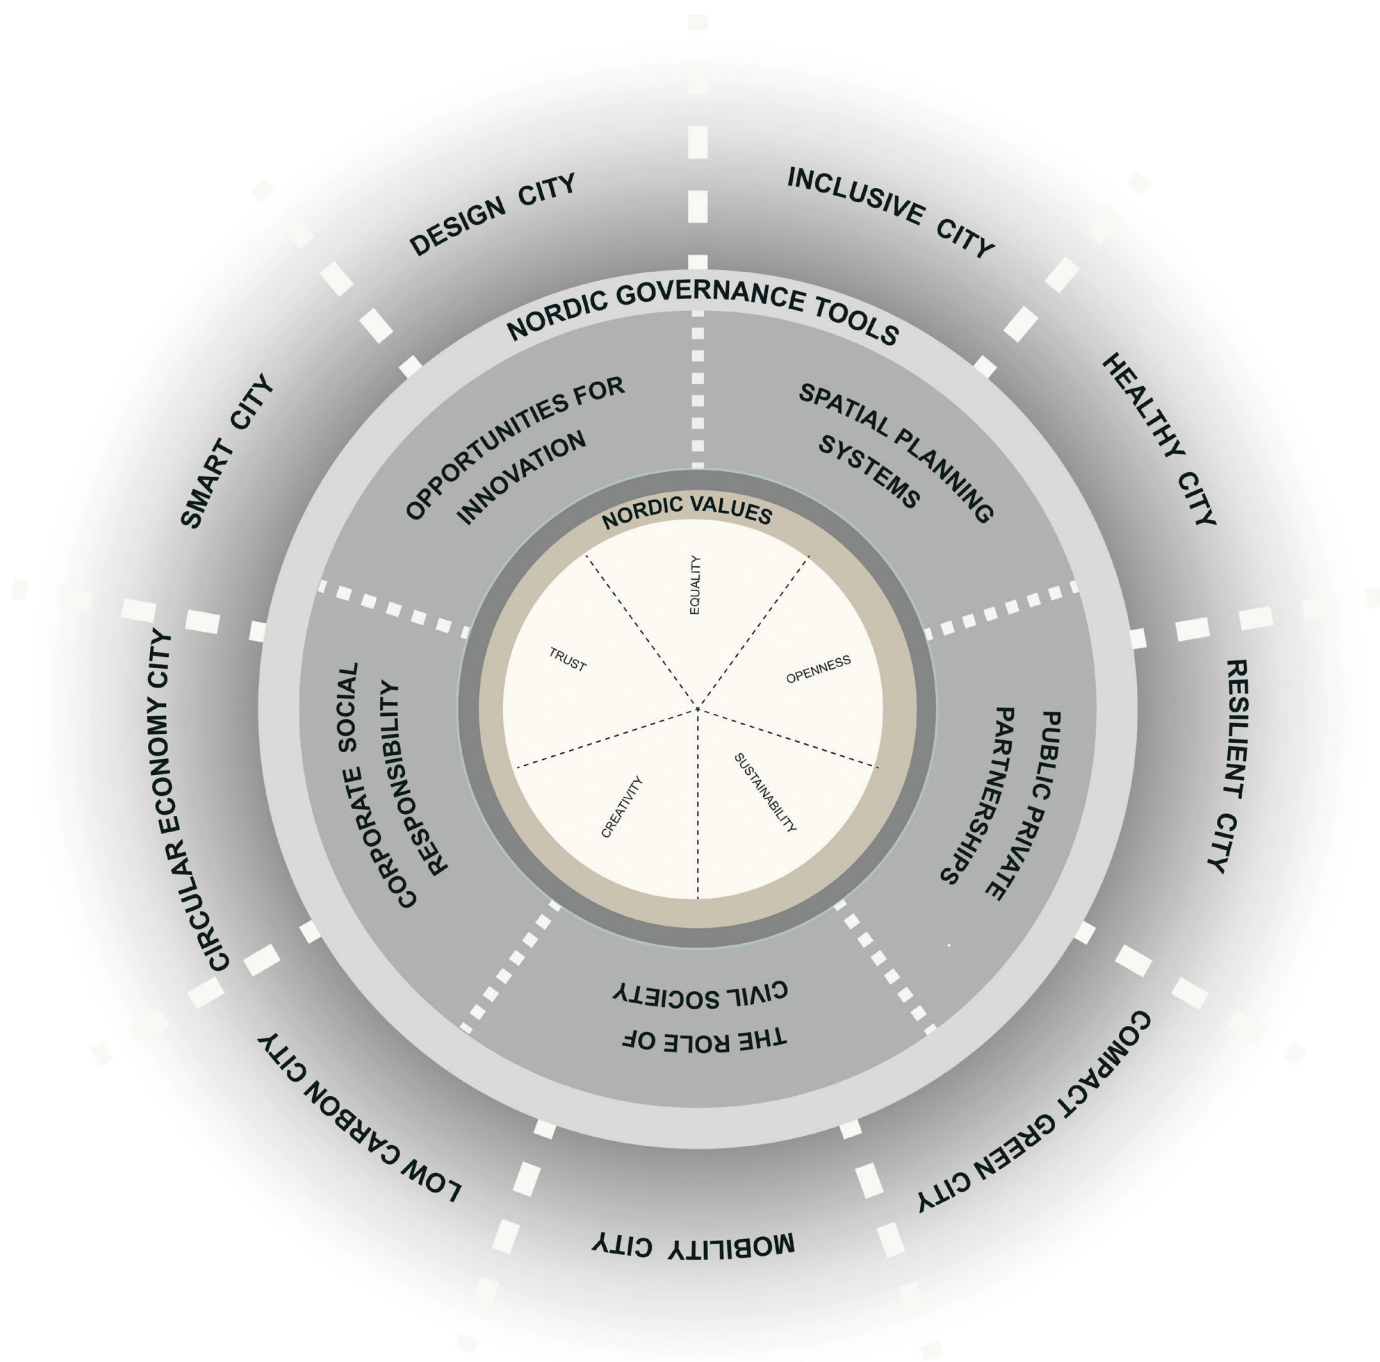 INCLUSIVE CITY
HEALTHY CITY
RESILIENT CITY
COMPACT GREEN CITY
MOBILITY CITY
LOW CARBON CITY
CIRCULAR ECONOMY CITY
SMART CITY
DESIGN CITY
NORDIC GOVERNANCE TOOLS
SPATIAL PLANNING
SYSTEMS
PUBLIC PRIVATE
PARTNERSHIPS
THE ROLE OF
CIVIL SOCIETY
CORPORATE SOCIAL
RESPONSIBILITY
OPPORTUNITIES FOR
INNOVATION
NORDIC VALUES
EQUALITY
OPENNESS
SUSTAINABILITY
CREATIVITY
TRUST